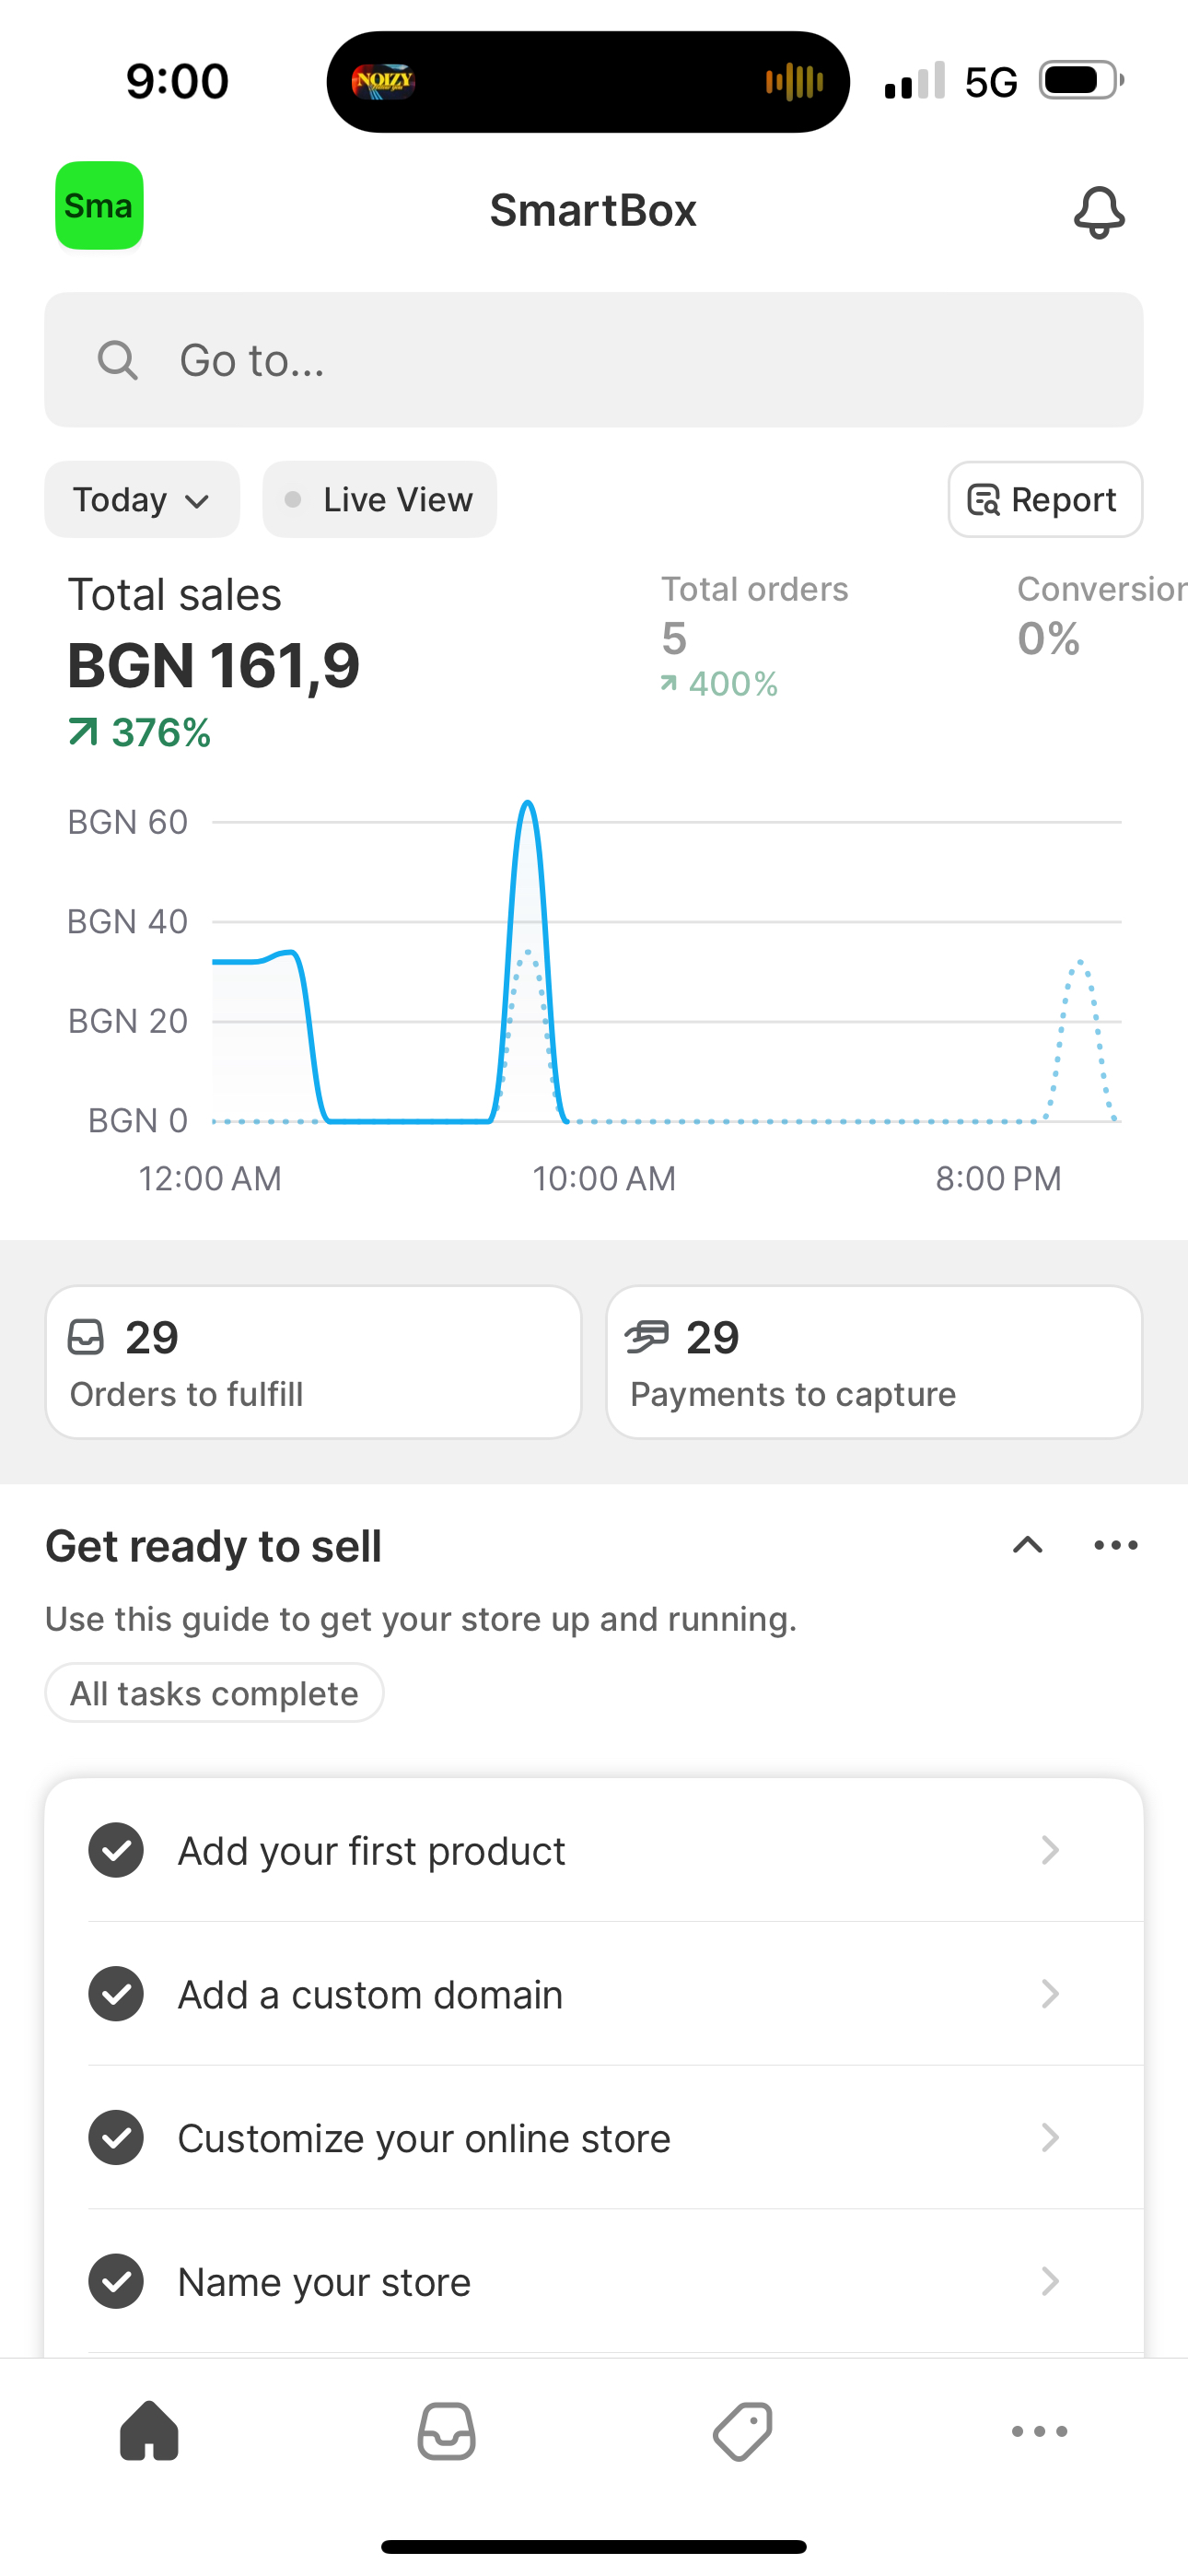 9:00
NOIZY
5G
Sma
SmartBox
Go to...
Today
Live View
Report
Total sales
BGN 161,9
376%
Total orders
5
400%
Conversion
0%
BGN 60
BGN 40
BGN 20
BGN 0
12:00 AM
10:00 AM
8:00 PM
29
Orders to fulfill
29
Payments to capture
Get ready to sell
Use this guide to get your store up and running.
All tasks complete
Add your first product
Add a custom domain
Customize your online store
Name your store